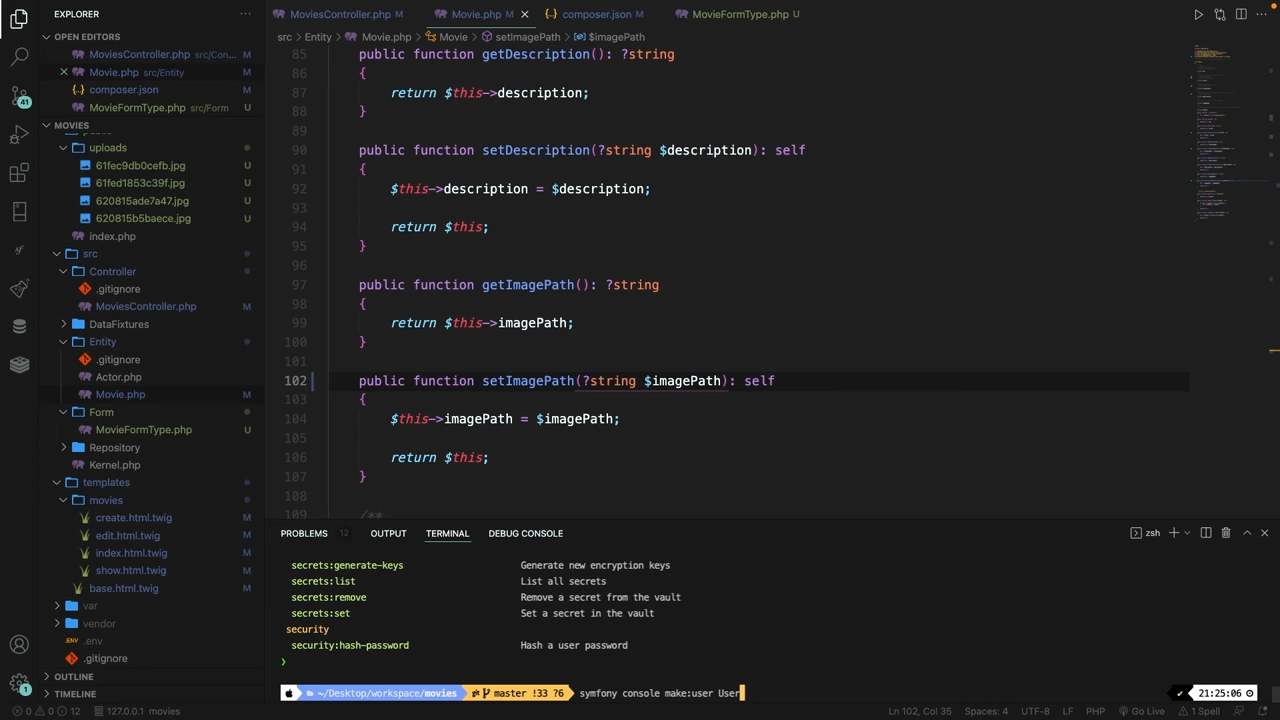 EXPLORER
OPEN EDITORS
MoviesController.php src/Con... M
Movie.php src/Entity M
composer.json M
MovieFormType.php src/Form U
MOVIES
uploads
61fec9db0cefb.jpg U
61fed1853c39f.jpg U
620815ade7a47.jpg U
620815b5baece.jpg U
index.php
src
Controller
.gitignore
MoviesController.php M
DataFixtures
Entity
.gitignore
Actor.php
Movie.php M
Form
MovieFormType.php U
Repository
Kernel.php
templates
movies
create.html.twig M
edit.html.twig M
index.html.twig M
show.html.twig M
base.html.twig M
var
vendor
.env
.gitignore
OUTLINE
TIMELINE
41
1
MoviesController.php M
Movie.php M
composer.json M
MovieFormType.php U
src > Entity > Movie.php > Movie > setImagePath > $imagePath
85 public function getDescription(): ?string
86 {
87 return $this->description;
88 }
89
90 public function setDescription(?string $description): self
91 {
92 $this->description = $description;
93
94 return $this;
95 }
96
97 public function getImagePath(): ?string
98 {
99 return $this->imagePath;
100 }
101
102 public function setImagePath(?string $imagePath): self
103 {
104 $this->imagePath = $imagePath;
105
106 return $this;
107 }
108
109 /**
PROBLEMS 12 OUTPUT TERMINAL DEBUG CONSOLE
zsh
secrets:generate-keys Generate new encryption keys
secrets:list List all secrets
secrets:remove Remove a secret from the vault
secrets:set Set a secret in the vault
security
security:hash-password Hash a user password
❯
~/Desktop/workspace/movies master !33 ?6 symfony console make:user User ✔ 21:25:06
0 0 12 127.0.0.1 movies Ln 102, Col 35 Spaces: 4 UTF-8 LF PHP Go Live 1 Spell